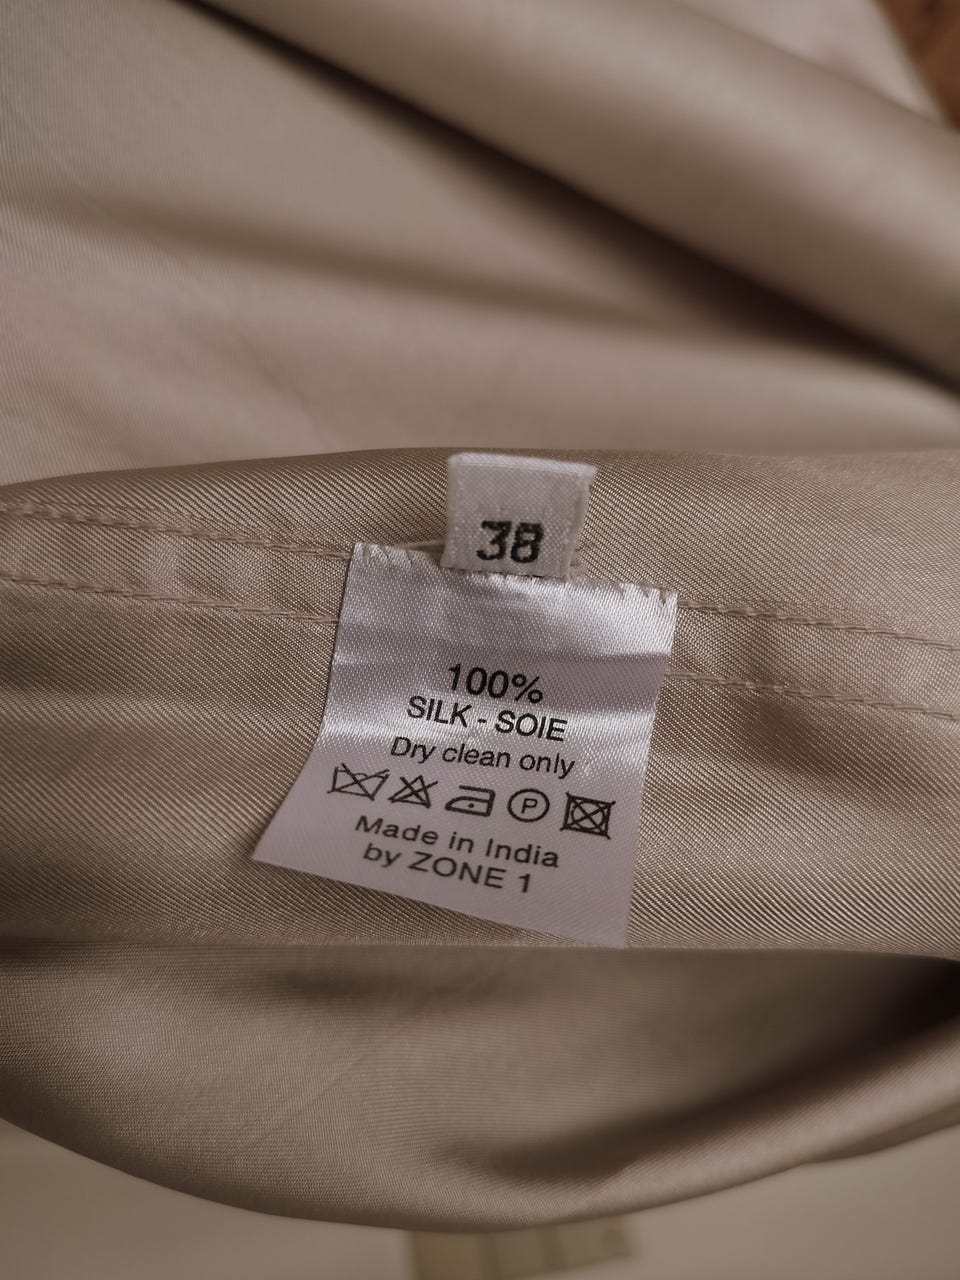 38
100%
SILK - SOIE
Dry clean only
P
Made in India
by ZONE 1